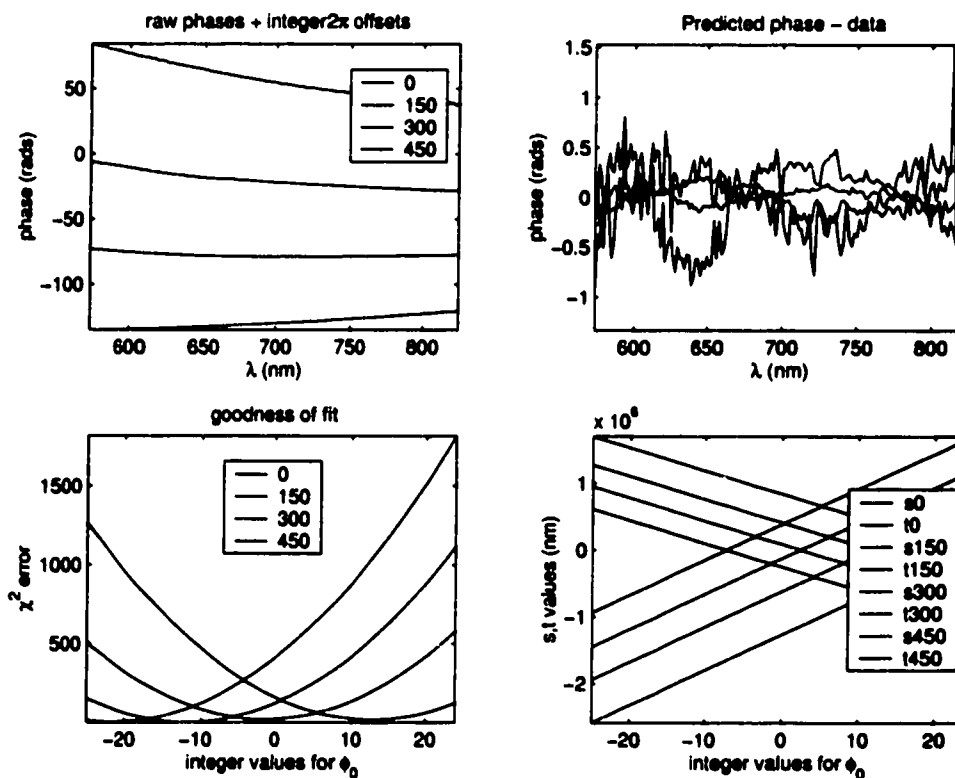 raw phases + integer2π offsets
phase (rads)
50
0
−50
−100
0
150
300
450
600
650
700
750
800
λ (nm)
Predicted phase − data
phase (rads)
1.5
1
0.5
0
−0.5
−1
600
650
700
750
800
λ (nm)
goodness of fit
χ² error
1500
1000
500
0
150
300
450
−20
−10
0
10
20
integer values for ϕ₀
x 10⁶
s,t values (nm)
1
0
−1
−2
s0
t0
s150
t150
s300
t300
s450
t450
−20
−10
0
10
20
integer values for ϕ₀